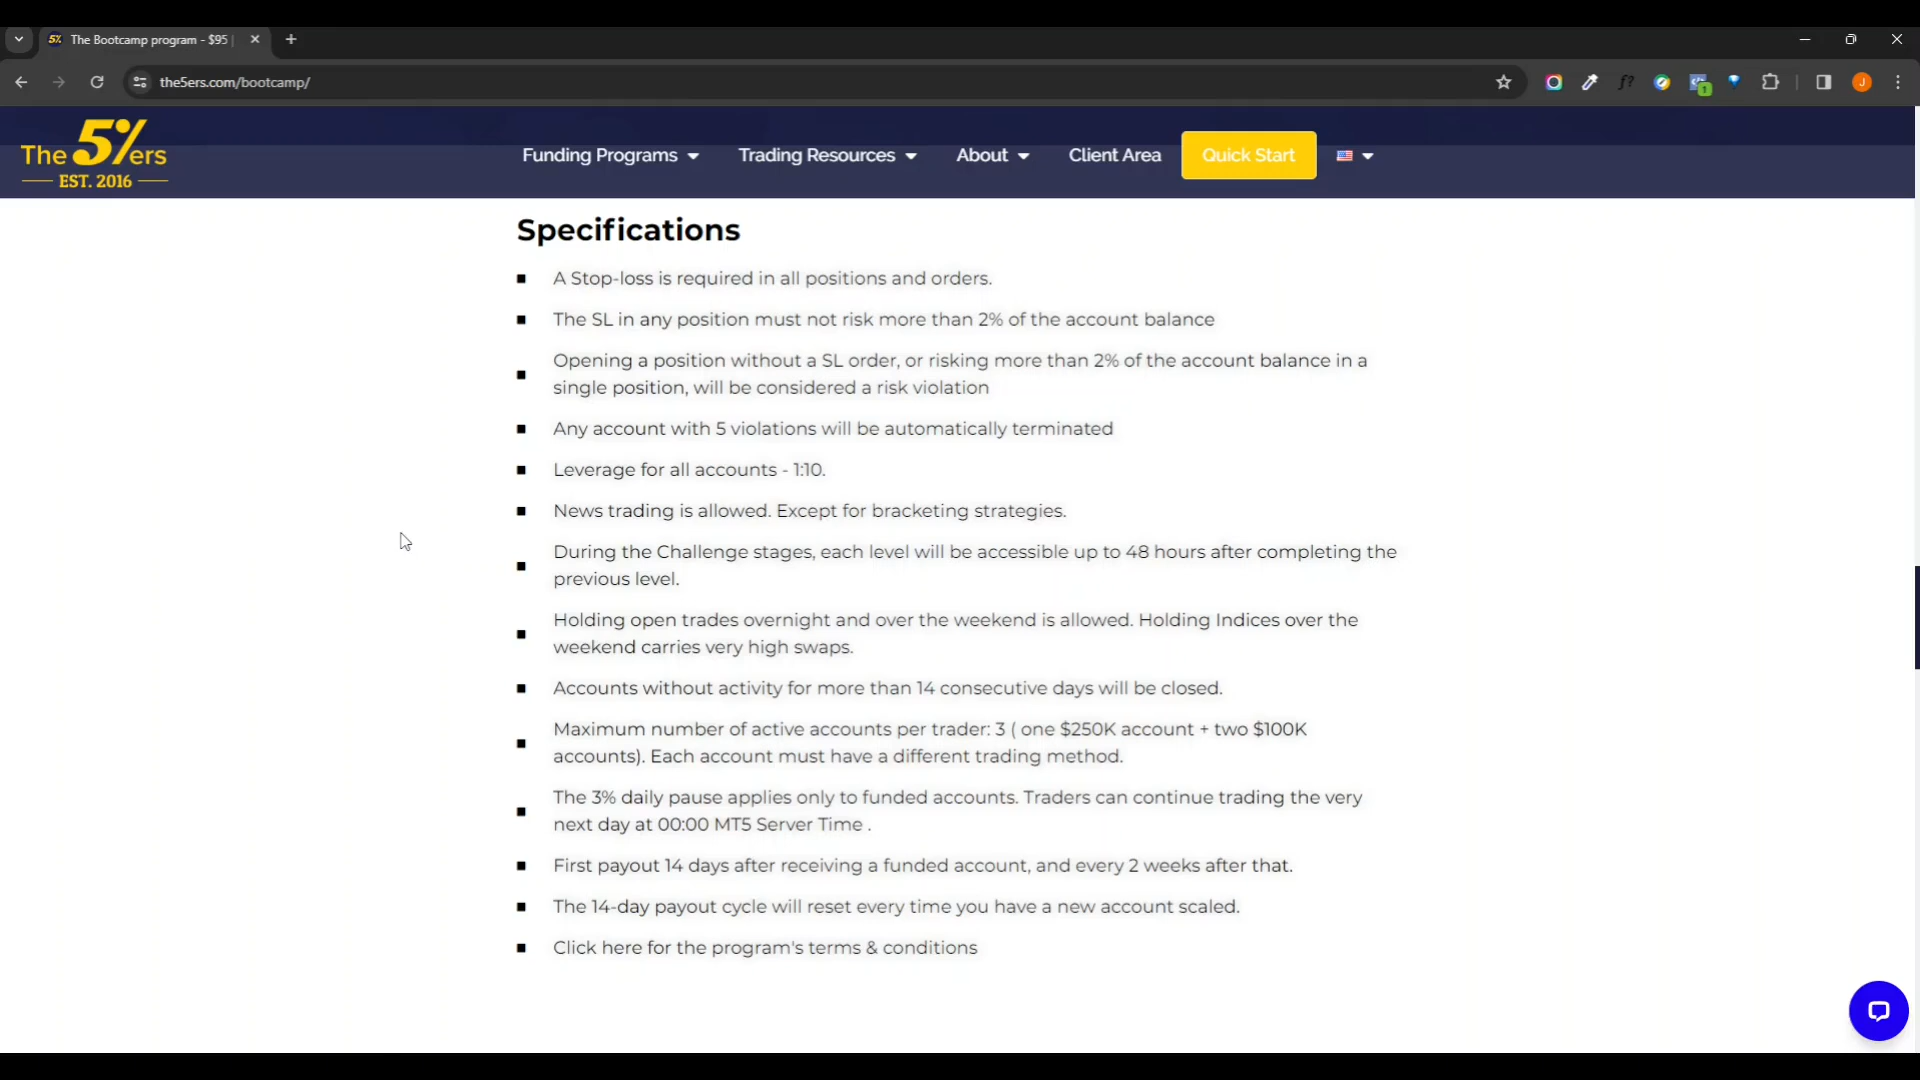 The Bootcamp program - $95
the5ers.com/bootcamp/
The 5%ers
EST. 2016
Funding Programs
Trading Resources
About
Client Area
Quick Start
Specifications
A Stop-loss is required in all positions and orders.
The SL in any position must not risk more than 2% of the account balance
Opening a position without a SL order, or risking more than 2% of the account balance in a
single position, will be considered a risk violation
Any account with 5 violations will be automatically terminated
Leverage for all accounts - 1:10.
News trading is allowed. Except for bracketing strategies.
During the Challenge stages, each level will be accessible up to 48 hours after completing the
previous level.
Holding open trades overnight and over the weekend is allowed. Holding Indices over the
weekend carries very high swaps.
Accounts without activity for more than 14 consecutive days will be closed.
Maximum number of active accounts per trader: 3 ( one $250K account + two $100K
accounts). Each account must have a different trading method.
The 3% daily pause applies only to funded accounts. Traders can continue trading the very
next day at 00:00 MT5 Server Time .
First payout 14 days after receiving a funded account, and every 2 weeks after that.
The 14-day payout cycle will reset every time you have a new account scaled.
Click here for the program's terms & conditions